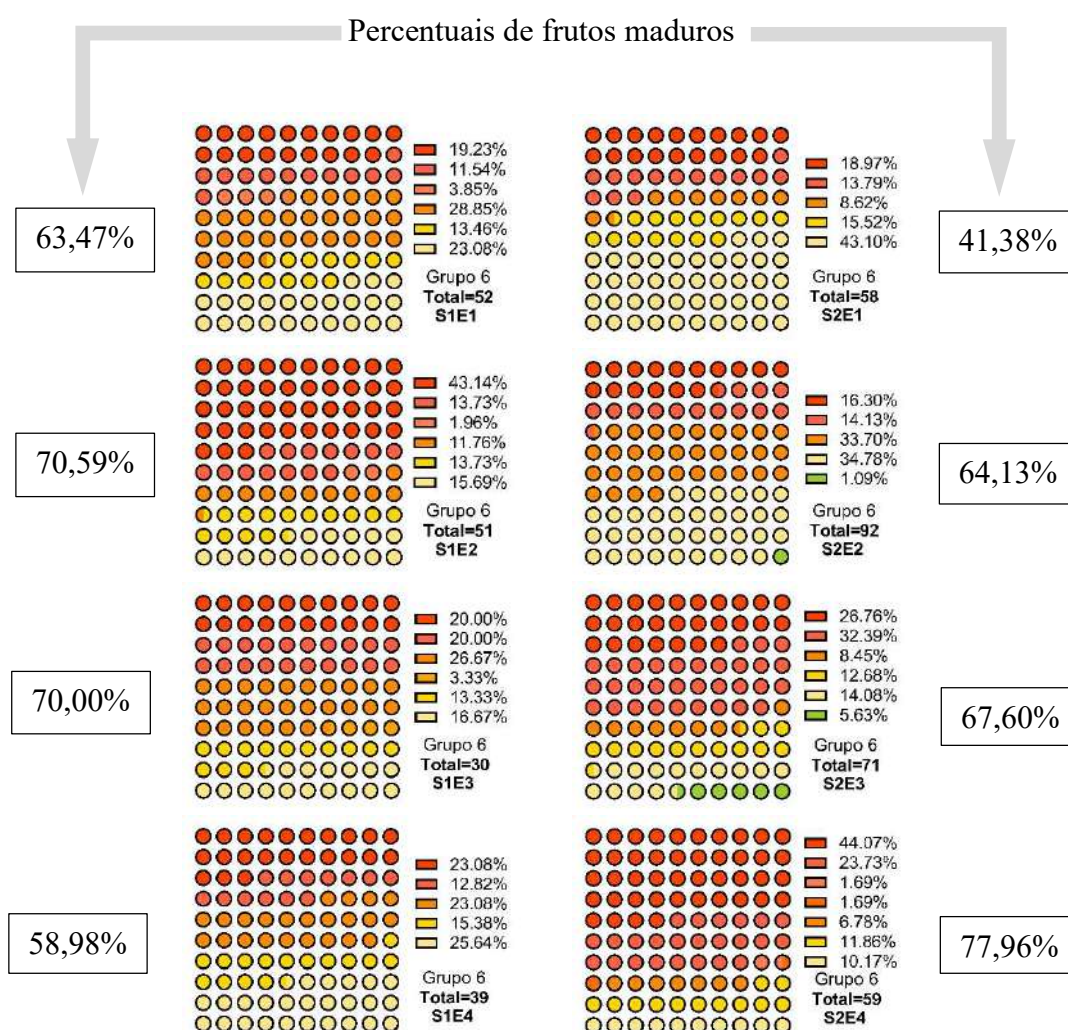 Percentuais de frutos maduros
63,47%
19.23%
11.54%
3.85%
28.85%
13.46%
23.08%
Grupo 6
Total=52
S1E1
18.97%
13.79%
8.62%
15.52%
43.10%
Grupo 6
Total=58
S2E1
41,38%
70,59%
43.14%
13.73%
1.96%
11.76%
13.73%
15.69%
Grupo 6
Total=51
S1E2
16.30%
14.13%
33.70%
34.78%
1.09%
Grupo 6
Total=92
S2E2
64,13%
70,00%
20.00%
20.00%
26.67%
3.33%
13.33%
16.67%
Grupo 6
Total=30
S1E3
26.76%
32.39%
8.45%
12.68%
14.08%
5.63%
Grupo 6
Total=71
S2E3
67,60%
58,98%
23.08%
12.82%
23.08%
15.38%
25.64%
Grupo 6
Total=39
S1E4
44.07%
23.73%
1.69%
1.69%
6.78%
11.86%
10.17%
Grupo 6
Total=59
S2E4
77,96%